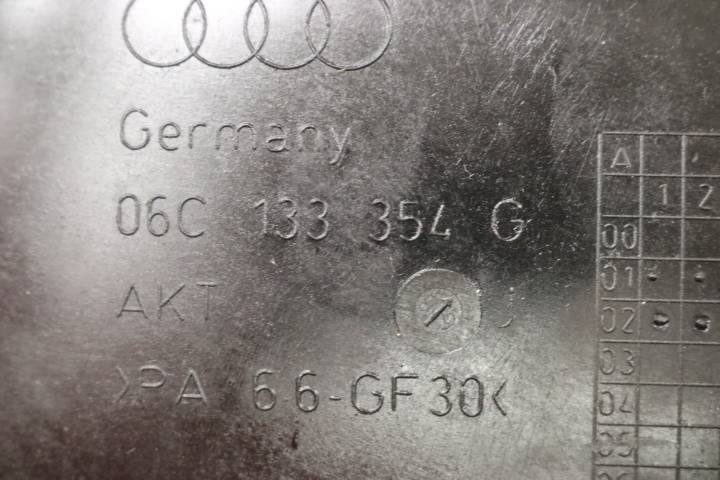 Germany
06C 133 354 G
AKT
>PA 66-GF30<
A
1 2
00
01
02
03
04
05